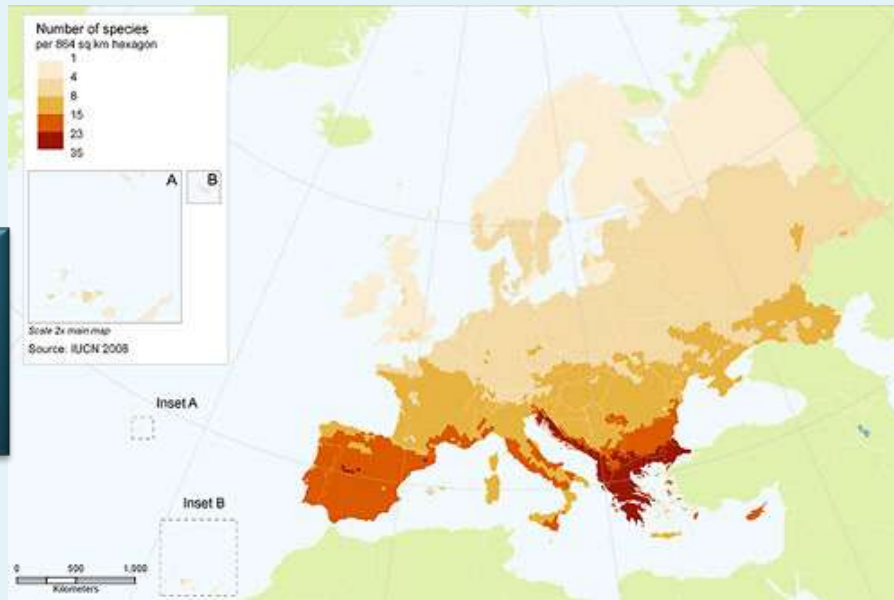 Number of species
per 864 sq km hexagon
1
4
8
15
23
35
A
B
Scale 2x main map
Source: IUCN 2008
Inset A
Inset B
0 500 1,000
Kilometers